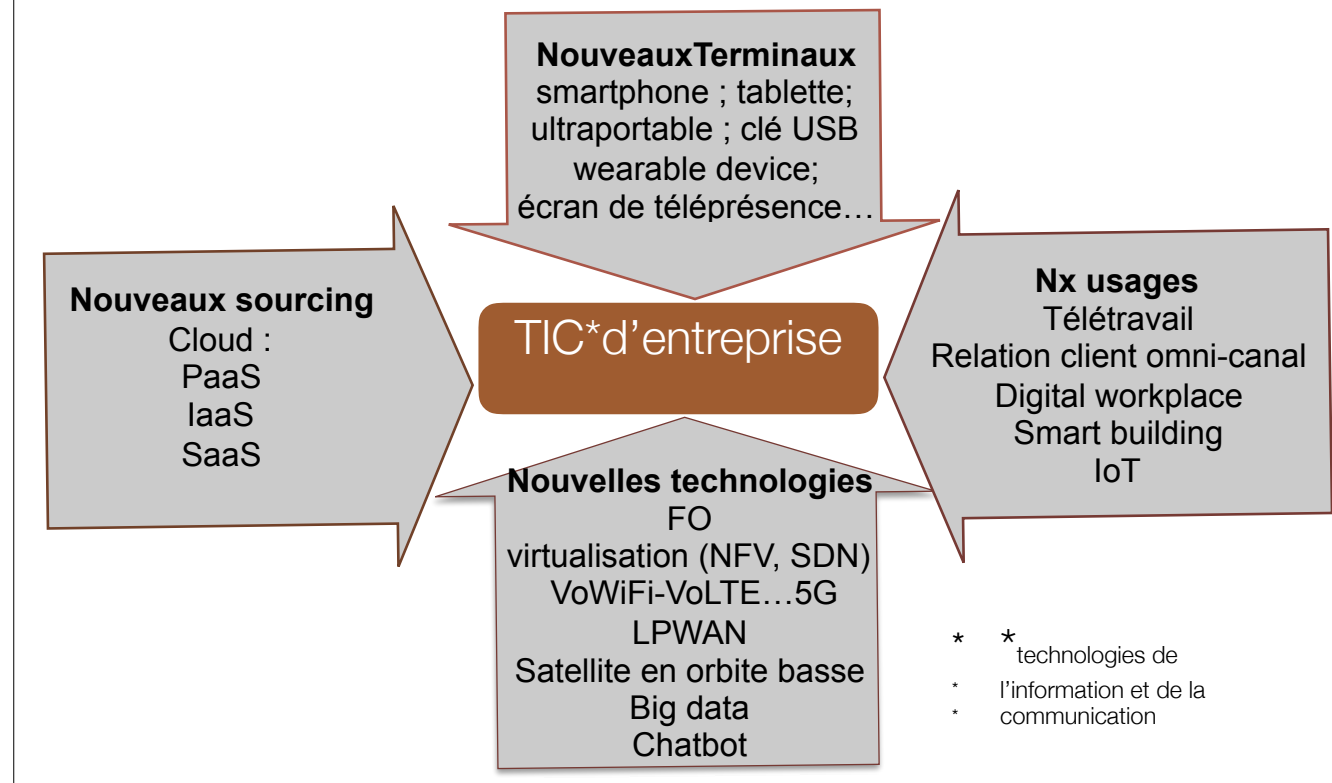 NouveauxTerminaux
smartphone ; tablette;
ultraportable ; clé USB
wearable device;
écran de téléprésence…
Nouveaux sourcing
Cloud :
PaaS
IaaS
SaaS
TIC*d’entreprise
Nx usages
Télétravail
Relation client omni-canal
Digital workplace
Smart building
IoT
Nouvelles technologies
FO
virtualisation (NFV, SDN)
VoWiFi-VoLTE…5G
LPWAN
Satellite en orbite basse
Big data
Chatbot
* *technologies de
* l’information et de la
* communication